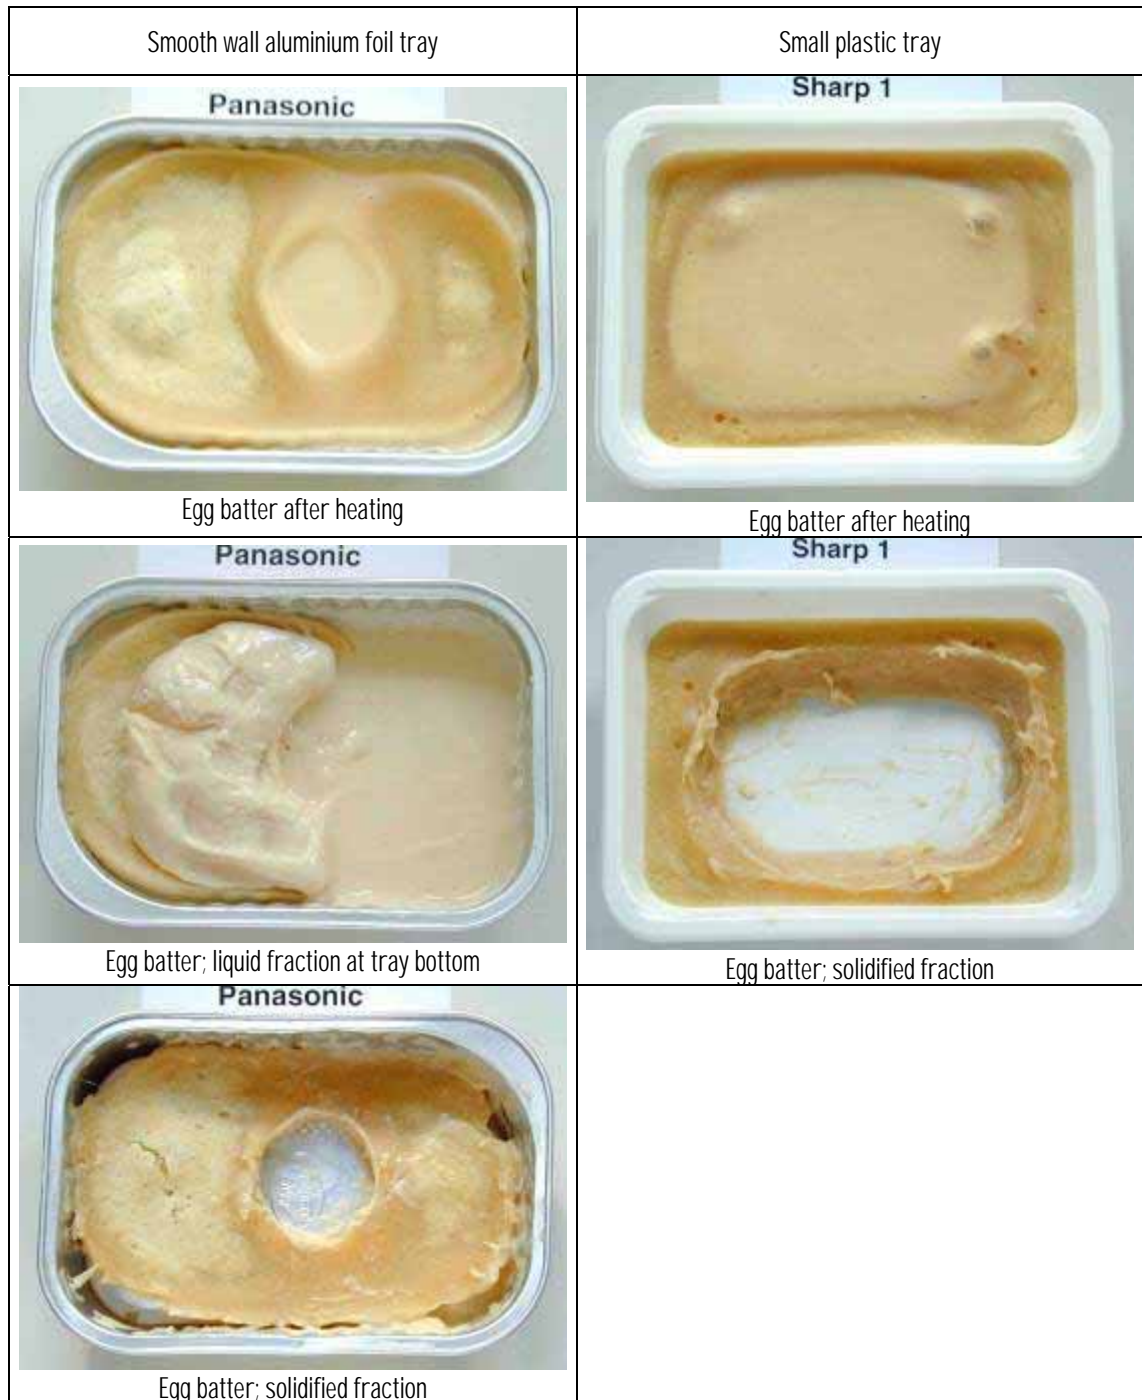 Smooth wall aluminium foil tray
Small plastic tray
Panasonic
Sharp 1
Egg batter after heating
Egg batter after heating
Panasonic
Sharp 1
Egg batter; liquid fraction at tray bottom
Egg batter; solidified fraction
Panasonic
Egg batter; solidified fraction